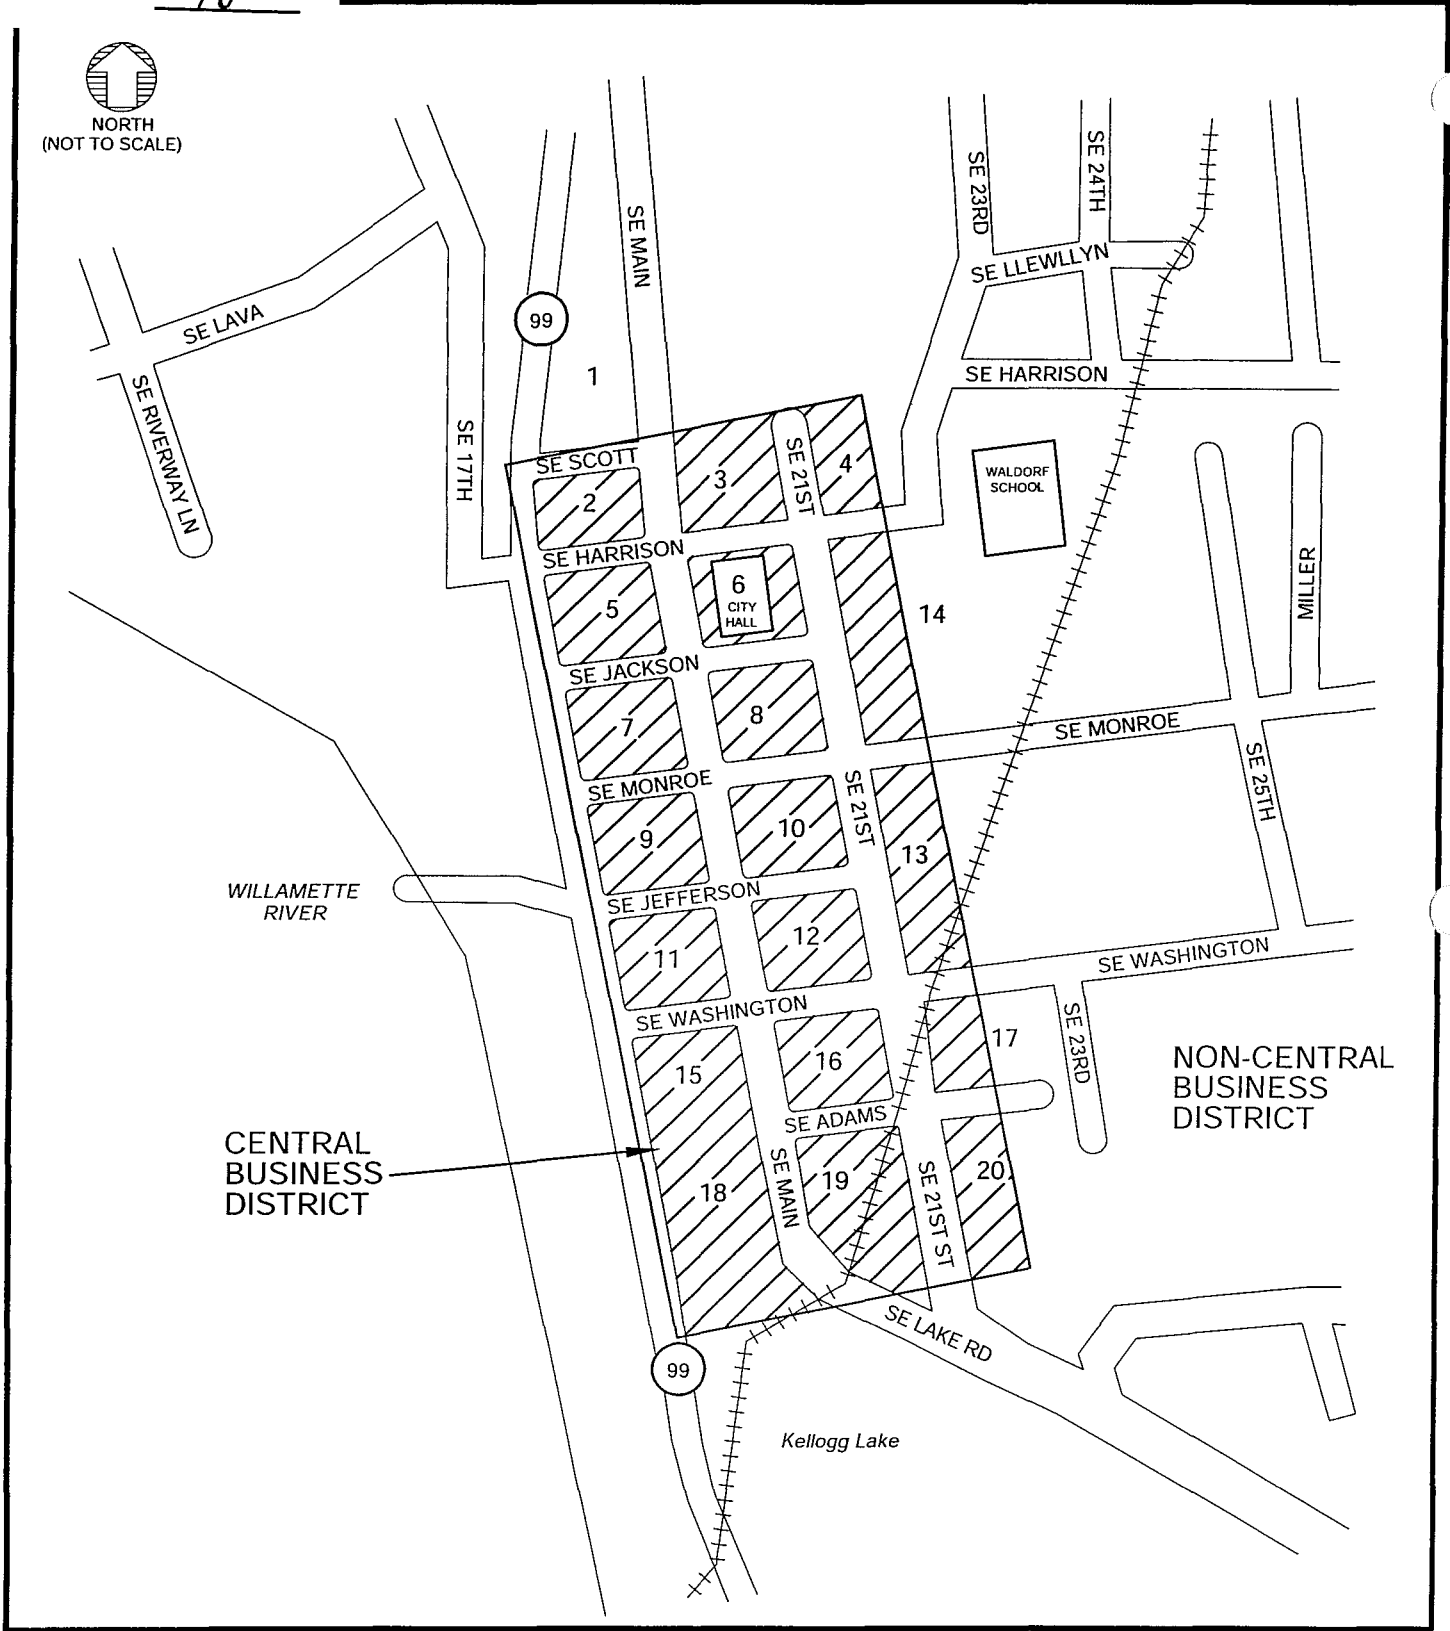 NORTH
(NOT TO SCALE)
SE MAIN
SE 23RD
SE 24TH
SE LLEWLLYN
SE LAVA
99
1
SE HARRISON
SE RIVERWAY LN
SE 17TH
SE SCOTT
2
3
SE 21ST
4
WALDORF
SCHOOL
SE HARRISON
5
6
CITY
HALL
14
MILLER
SE JACKSON
7
8
SE MONROE
SE MONROE
SE 21ST
SE 25TH
9
10
13
WILLAMETTE
RIVER
SE JEFFERSON
11
12
SE WASHINGTON
SE WASHINGTON
15
16
17
SE 23RD
NON-CENTRAL
BUSINESS
DISTRICT
SE ADAMS
CENTRAL
BUSINESS
DISTRICT
18
SE MAIN
19
SE 21ST ST
20
SE LAKE RD
99
Kellogg Lake